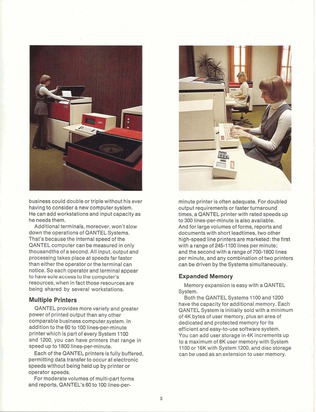 business could double or triple without his ever
having to consider a new computer system.
He can add workstations and input capacity as
he needs them.
Additional terminals, moreover, won't slow
down the operations of QANTEL Systems.
That's because the internal speed of the
QANTEL computer can be measured in only
thousandths of a second. All input, output and
processing takes place at speeds far faster
than either the operator or the terminal can
notice. So each operator and terminal appear
to have sole access to the computer's
resources, when in fact those resources are
being shared by several workstations.
Multiple Printers
QANTEL provides more variety and greater
power of printed output than any other
comparable business computer system. In
addition to the 60 to 100 lines-per-minute
printer which is part of every System 1100
and 1200, you can have printers that range in
speed up to 1800 lines-per-minute.
Each of the QANTEL printers is fully buffered,
permitting data transfer to occur at electronic
speeds without being held up by printer or
operator speeds.
For moderate volumes of multi-part forms
and reports, QANTEL's 60 to 100 lines-per-
minute printer is often adequate. For doubled
output requirements or faster turnaround
times, a QANTEL printer with rated speeds up
to 300 lines-per-minute is also available.
And for large volumes of forms, reports and
documents with short leadtimes, two other
high-speed line printers are marketed: the first
with a range of 245-1100 lines per minute;
and the second with a range of 700-1800 lines
per minute, and any combination of two printers
can be driven by the Systems simultaneously.
Expanded Memory
Memory expansion is easy with a QANTEL
System.
Both the QANTEL Systems 1100 and 1200
have the capacity for additional memory. Each
QANTEL System is initially sold with a minimum
of 4K bytes of user memory, plus an area of
dedicated and protected memory for its
efficient and easy-to-use software system.
You can add user storage in 4K increments up
to a maximum of 8K user memory with System
1100 or 16K with System 1200, and disc storage
can be used as an extension to user memory.